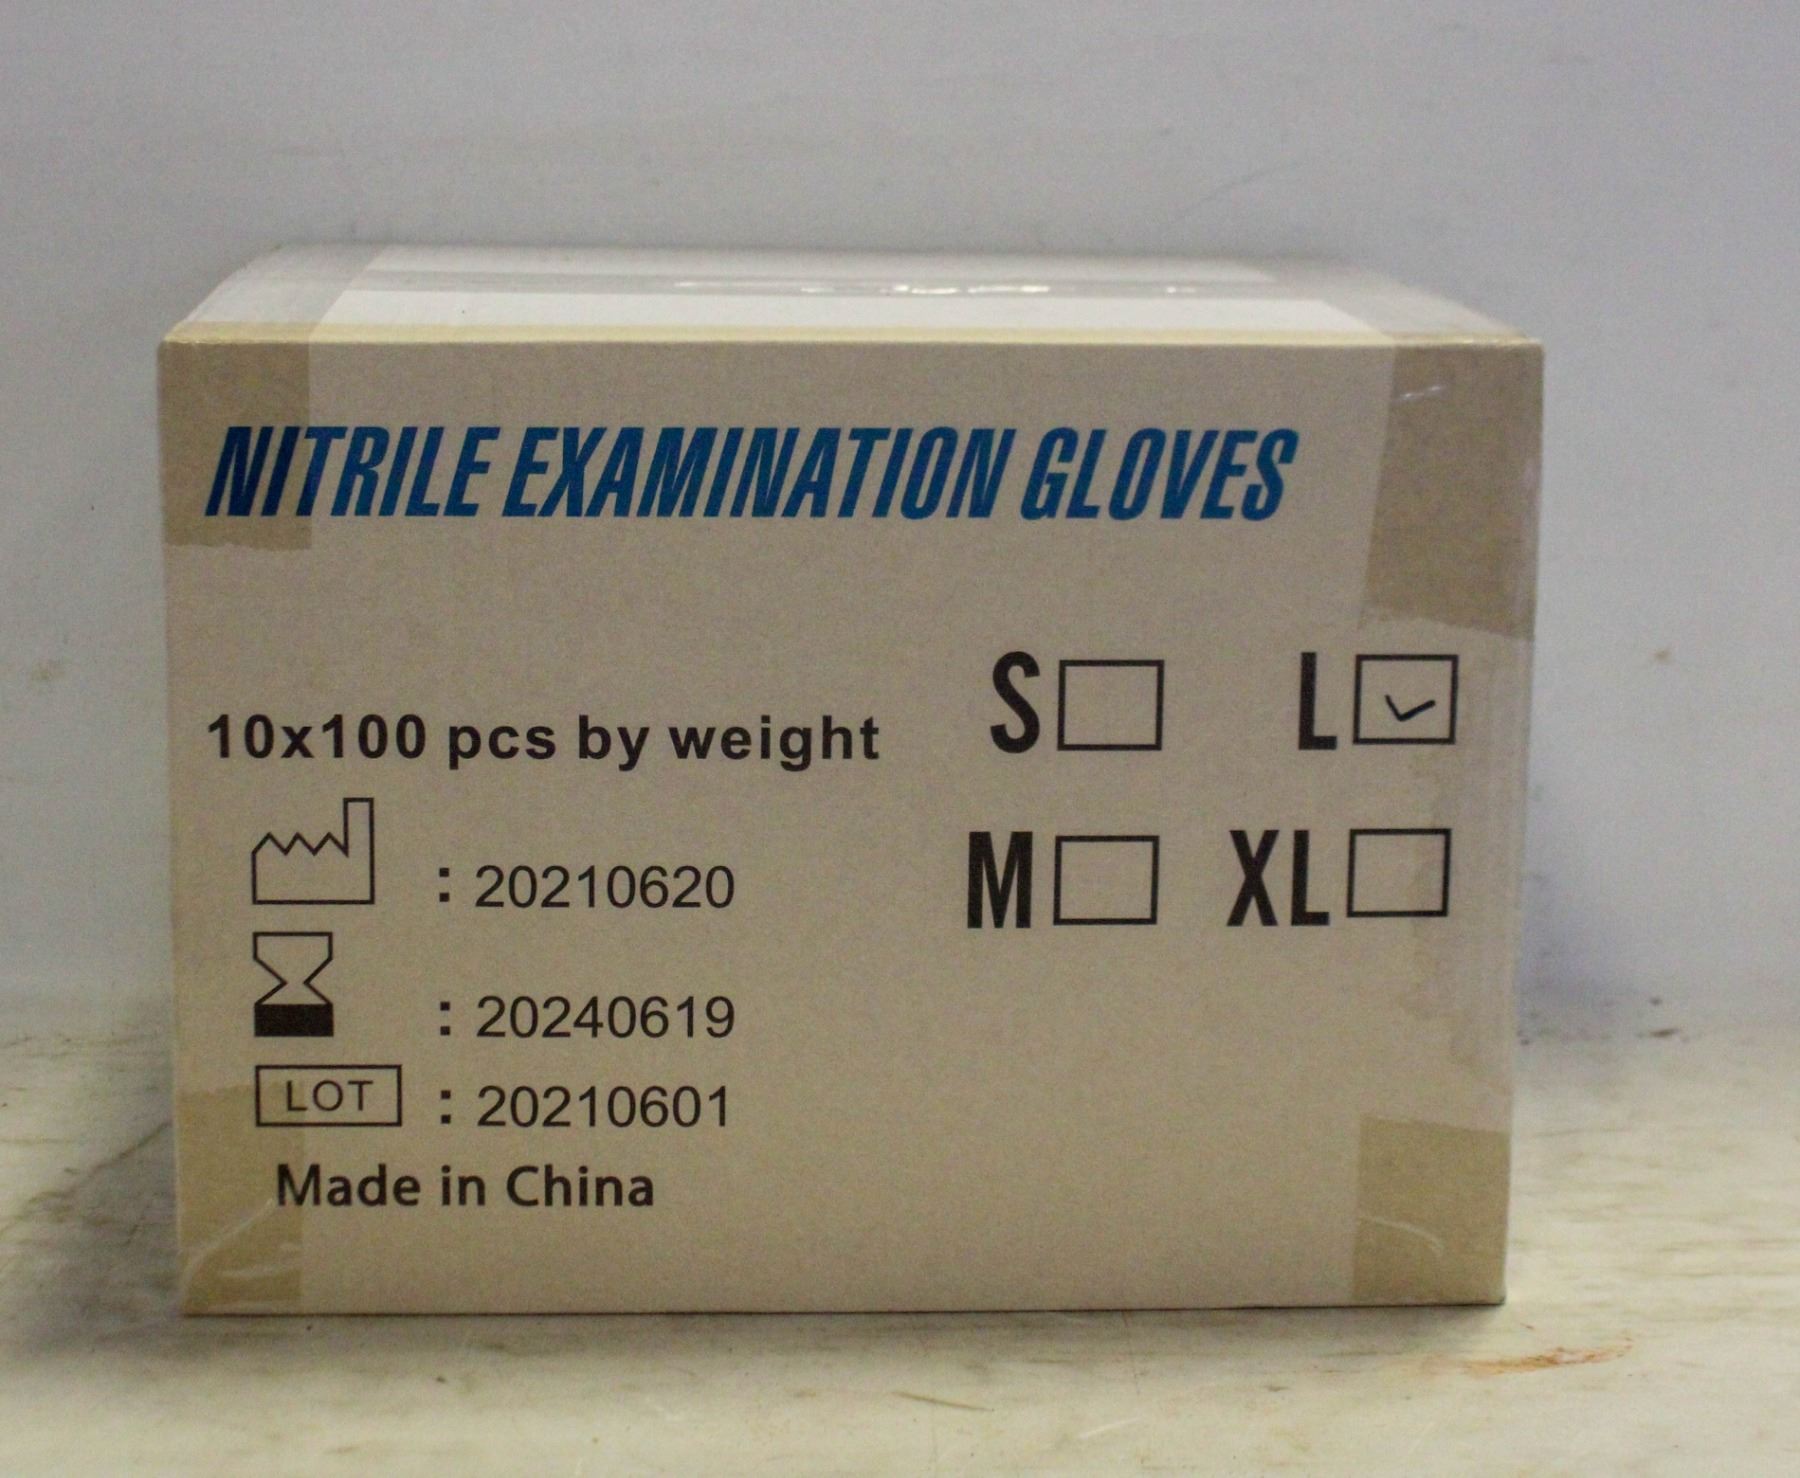 NITRILE EXAMINATION GLOVES
10x100 pcs by weight
S L
M XL
: 20210620
: 20240619
LOT : 20210601
Made in China